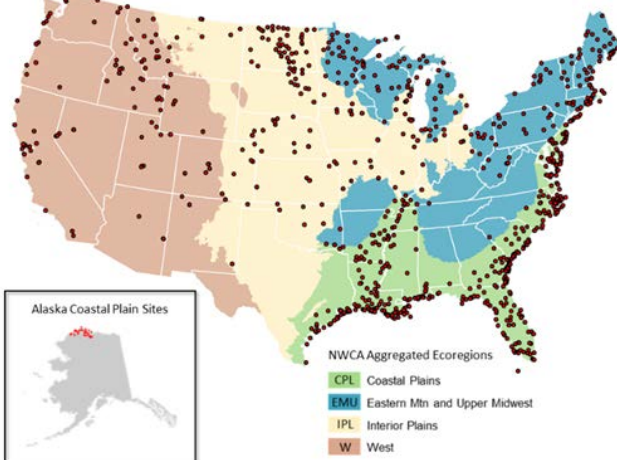 Alaska Coastal Plain Sites
NWCA Aggregated Ecoregions
CPL Coastal Plains
EMU Eastern Mtn and Upper Midwest
IPL Interior Plains
W West